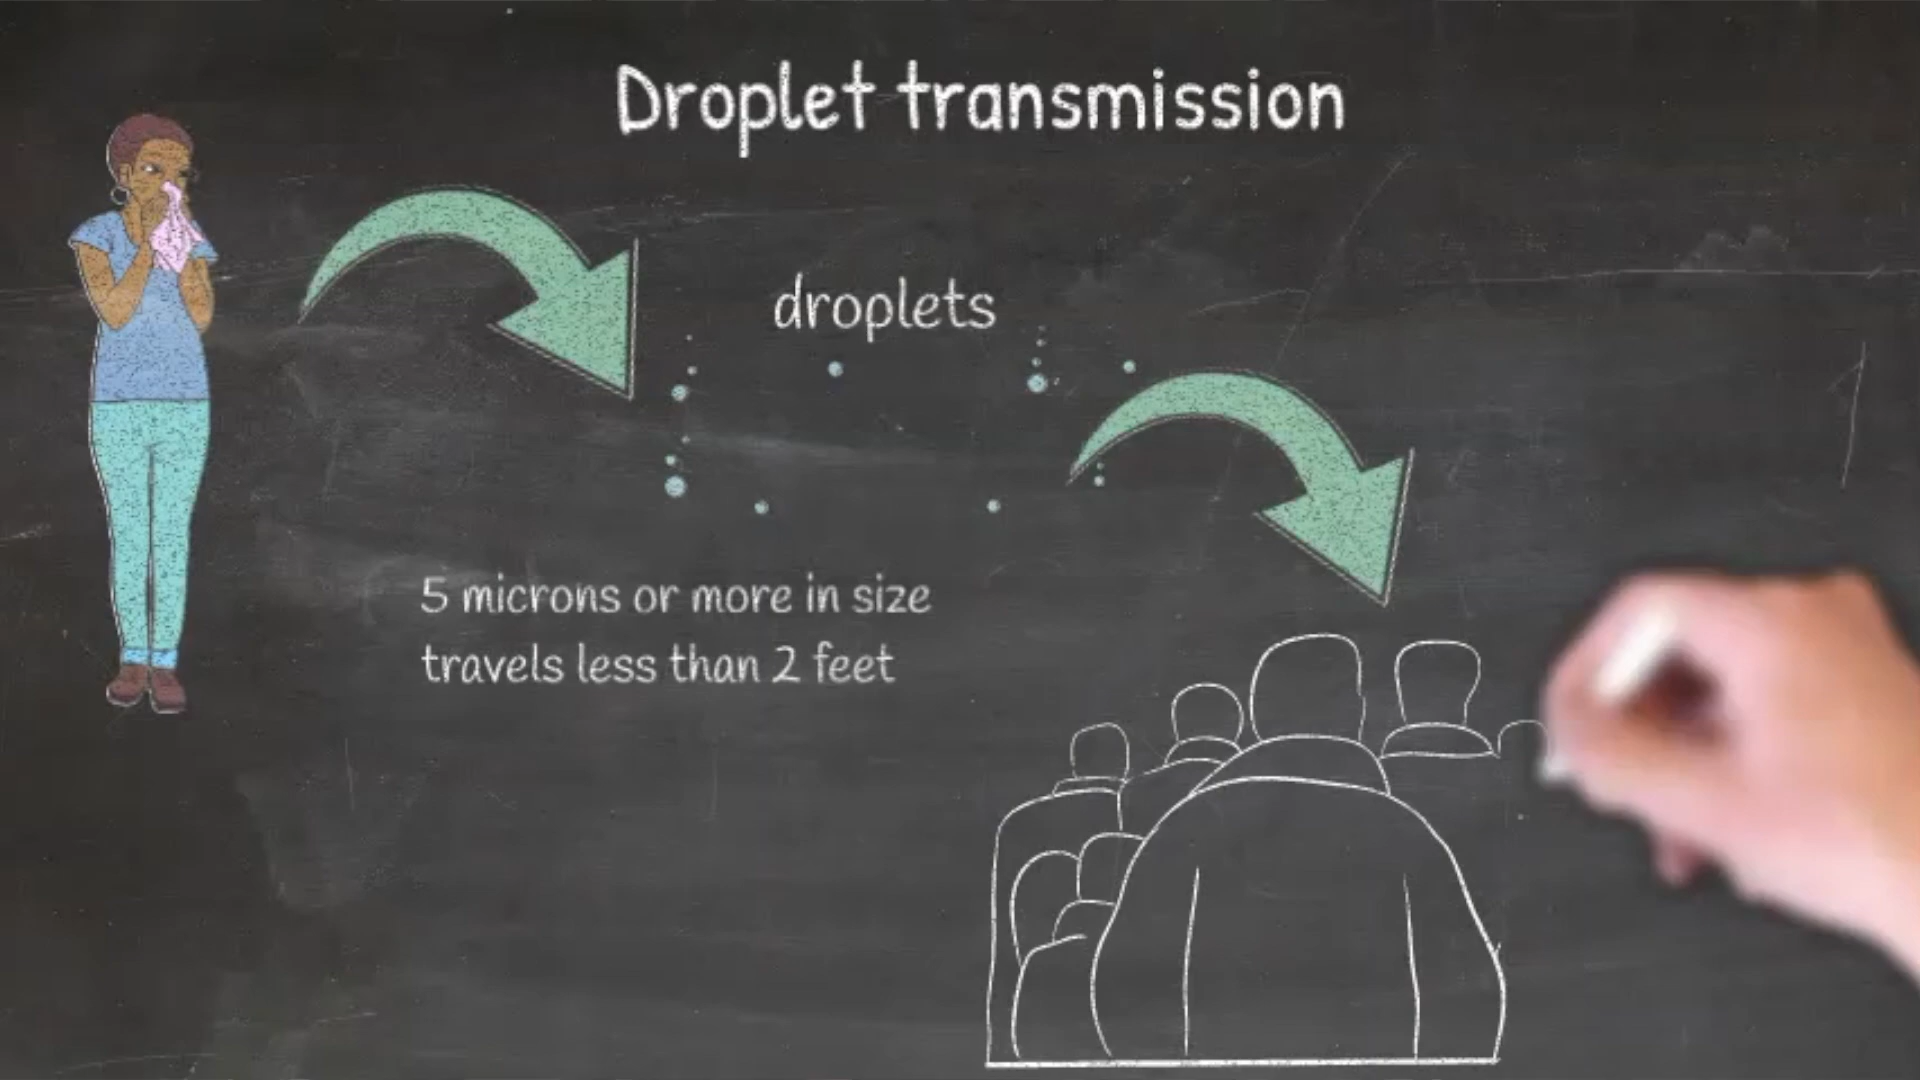 Droplet transmission
droplets
5 microns or more in size
travels less than 2 feet